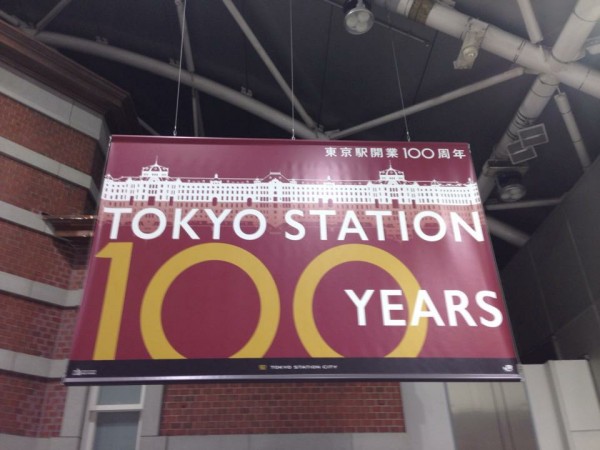 東京駅開業100周年
TOKYO STATION
100
YEARS
TOKYO STATION CITY